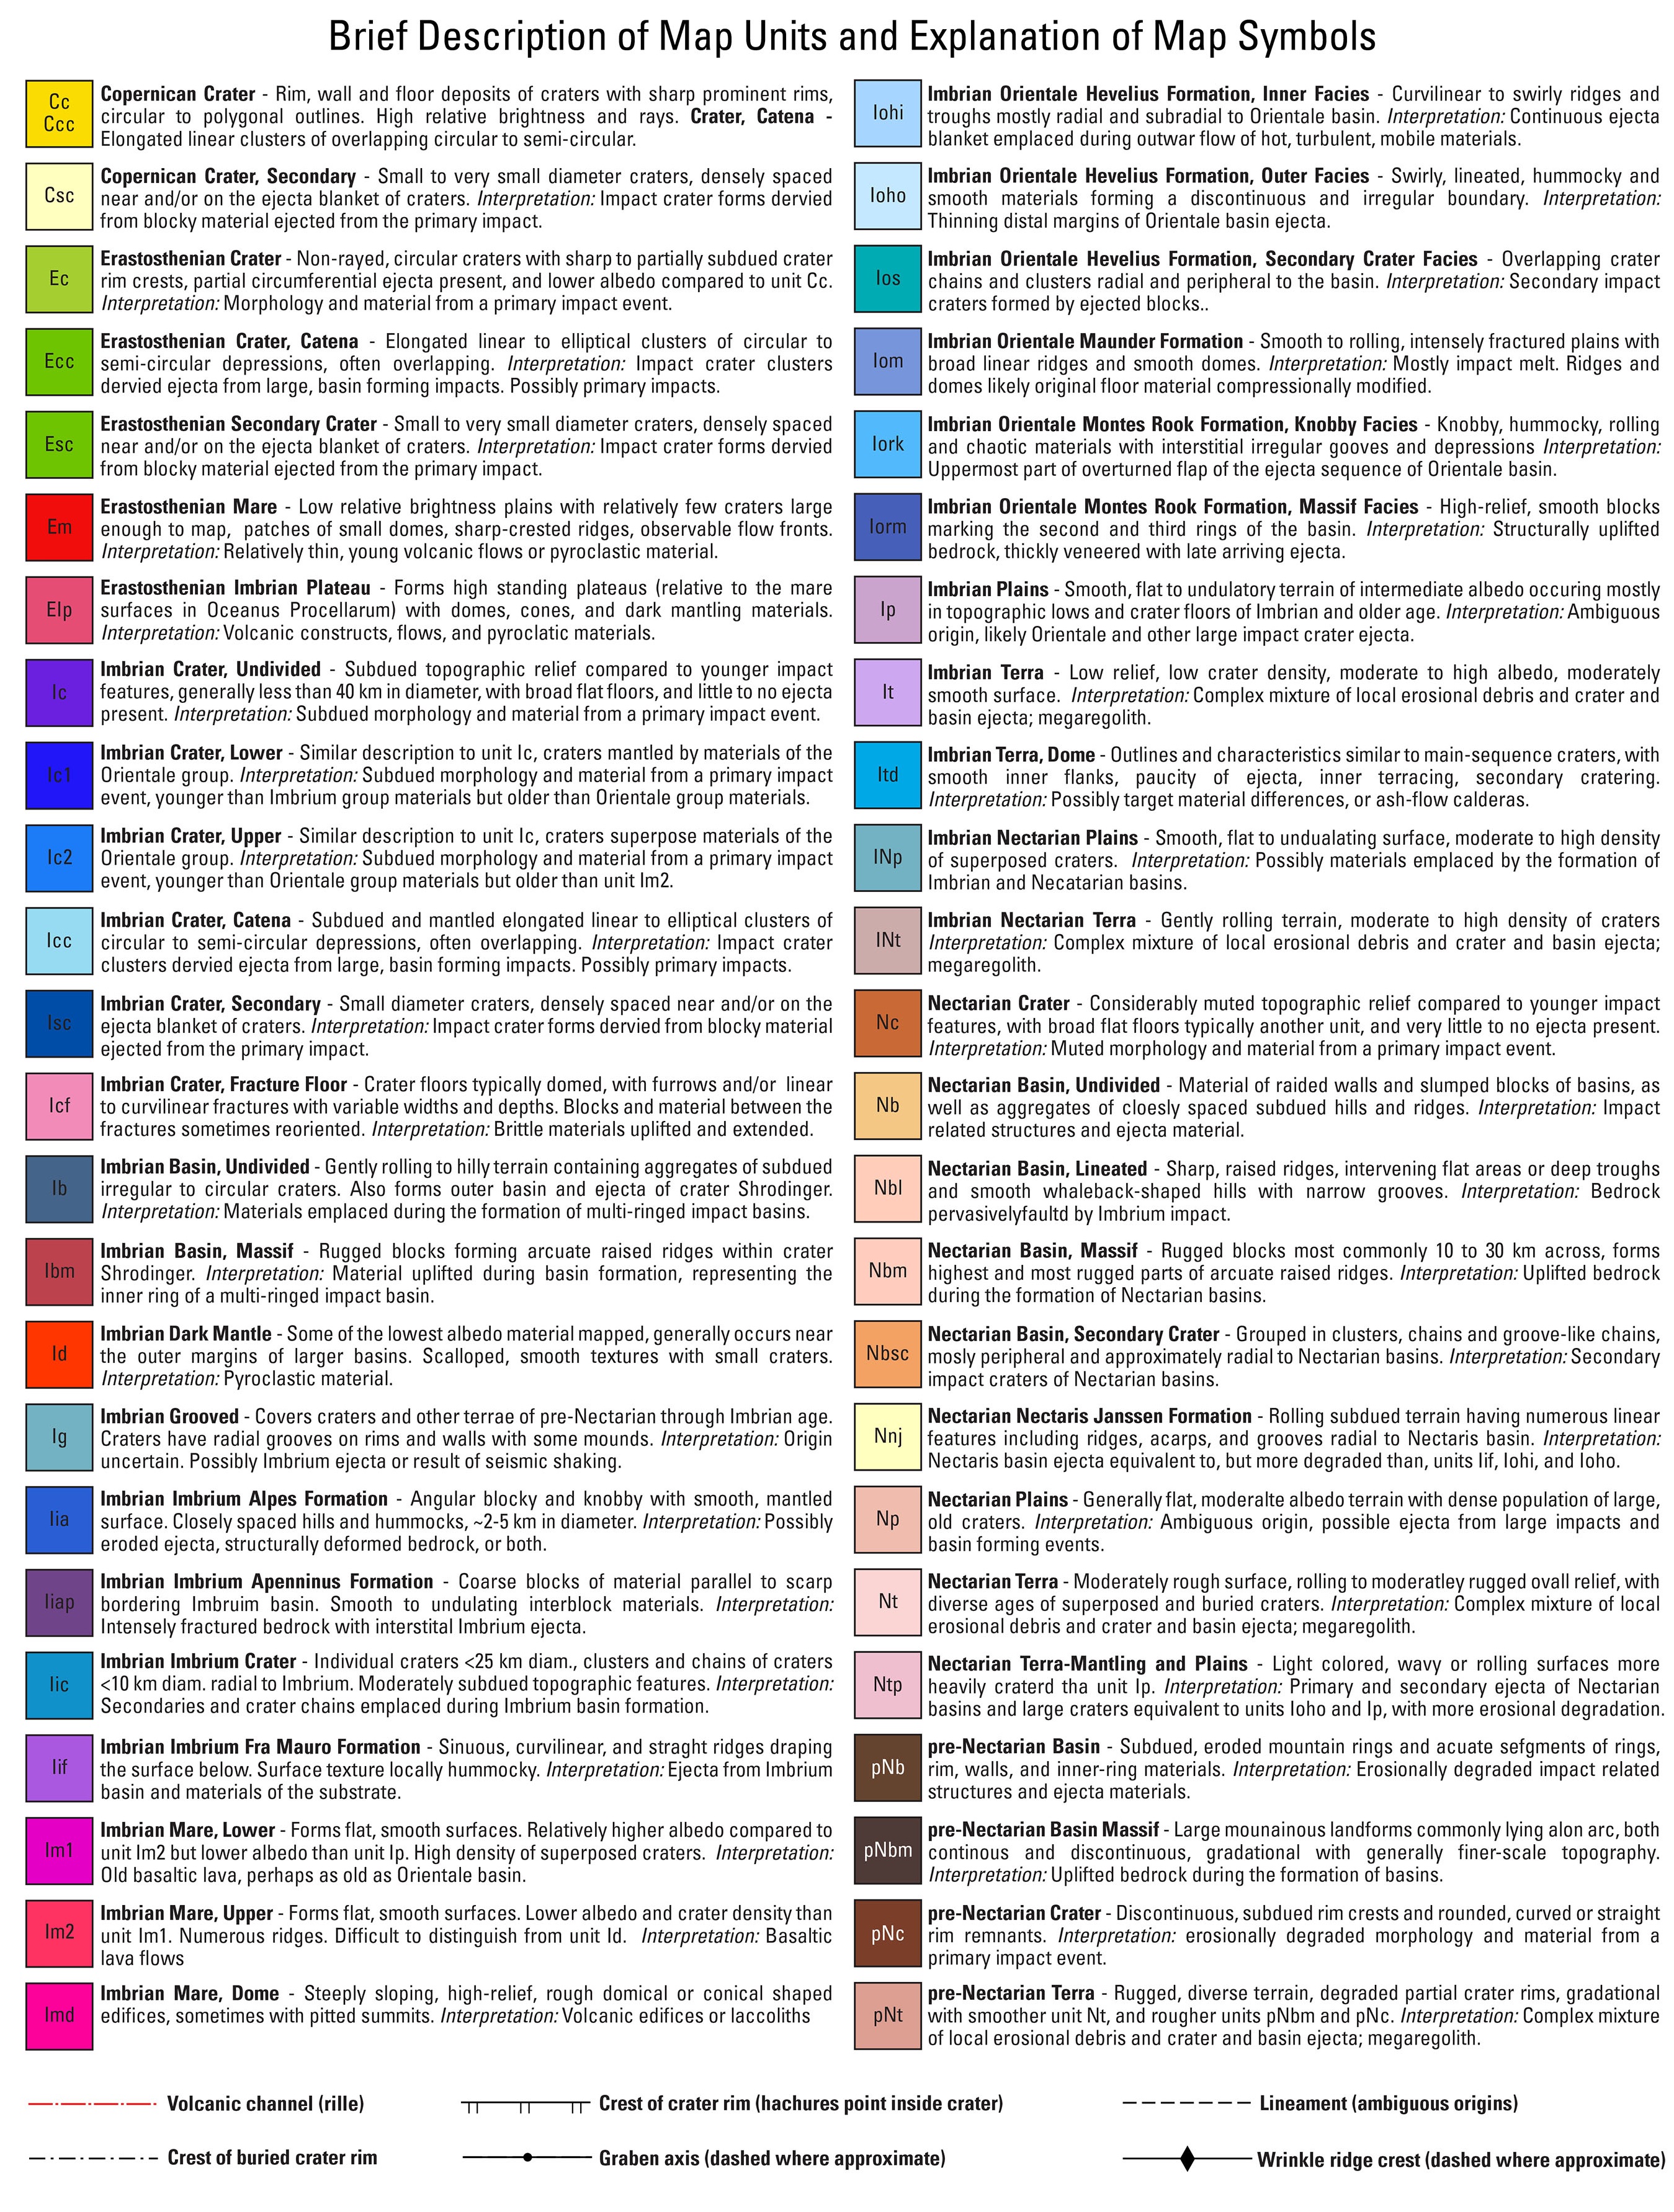 Brief Description of Map Units and Explanation of Map Symbols
Cc
Ccc
Copernican Crater - Rim, wall and floor deposits of craters with sharp prominent rims,
circular to polygonal outlines. High relative brightness and rays. Crater, Catena -
Elongated linear clusters of overlapping circular to semi-circular.
Csc
Copernican Crater, Secondary - Small to very small diameter craters, densely spaced
near and/or on the ejecta blanket of craters. Interpretation: Impact crater forms dervied
from blocky material ejected from the primary impact.
Ec
Erastosthenian Crater - Non-rayed, circular craters with sharp to partially subdued crater
rim crests, partial circumferential ejecta present, and lower albedo compared to unit Cc.
Interpretation: Morphology and material from a primary impact event.
Ecc
Erastosthenian Crater, Catena - Elongated linear to elliptical clusters of circular to
semi-circular depressions, often overlapping. Interpretation: Impact crater clusters
dervied ejecta from large, basin forming impacts. Possibly primary impacts.
Esc
Erastosthenian Secondary Crater - Small to very small diameter craters, densely spaced
near and/or on the ejecta blanket of craters. Interpretation: Impact crater forms dervied
from blocky material ejected from the primary impact.
Em
Erastosthenian Mare - Low relative brightness plains with relatively few craters large
enough to map, patches of small domes, sharp-crested ridges, observable flow fronts.
Interpretation: Relatively thin, young volcanic flows or pyroclastic material.
EIp
Erastosthenian Imbrian Plateau - Forms high standing plateaus (relative to the mare
surfaces in Oceanus Procellarum) with domes, cones, and dark mantling materials.
Interpretation: Volcanic constructs, flows, and pyroclatic materials.
Ic
Imbrian Crater, Undivided - Subdued topographic relief compared to younger impact
features, generally less than 40 km in diameter, with broad flat floors, and little to no ejecta
present. Interpretation: Subdued morphology and material from a primary impact event.
Ic1
Imbrian Crater, Lower - Similar description to unit Ic, craters mantled by materials of the
Orientale group. Interpretation: Subdued morphology and material from a primary impact
event, younger than Imbrium group materials but older than Orientale group materials.
Ic2
Imbrian Crater, Upper - Similar description to unit Ic, craters superpose materials of the
Orientale group. Interpretation: Subdued morphology and material from a primary impact
event, younger than Orientale group materials but older than unit Im2.
Icc
Imbrian Crater, Catena - Subdued and mantled elongated linear to elliptical clusters of
circular to semi-circular depressions, often overlapping. Interpretation: Impact crater
clusters dervied ejecta from large, basin forming impacts. Possibly primary impacts.
Isc
Imbrian Crater, Secondary - Small diameter craters, densely spaced near and/or on the
ejecta blanket of craters. Interpretation: Impact crater forms dervied from blocky material
ejected from the primary impact.
Icf
Imbrian Crater, Fracture Floor - Crater floors typically domed, with furrows and/or linear
to curvilinear fractures with variable widths and depths. Blocks and material between the
fractures sometimes reoriented. Interpretation: Brittle materials uplifted and extended.
Ib
Imbrian Basin, Undivided - Gently rolling to hilly terrain containing aggregates of subdued
irregular to circular craters. Also forms outer basin and ejecta of crater Shrodinger.
Interpretation: Materials emplaced during the formation of multi-ringed impact basins.
Ibm
Imbrian Basin, Massif - Rugged blocks forming arcuate raised ridges within crater
Shrodinger. Interpretation: Material uplifted during basin formation, representing the
inner ring of a multi-ringed impact basin.
Id
Imbrian Dark Mantle - Some of the lowest albedo material mapped, generally occurs near
the outer margins of larger basins. Scalloped, smooth textures with small craters.
Interpretation: Pyroclastic material.
Ig
Imbrian Grooved - Covers craters and other terrae of pre-Nectarian through Imbrian age.
Craters have radial grooves on rims and walls with some mounds. Interpretation: Origin
uncertain. Possibly Imbrium ejecta or result of seismic shaking.
Iia
Imbrian Imbrium Alpes Formation - Angular blocky and knobby with smooth, mantled
surface. Closely spaced hills and hummocks, ~2-5 km in diameter. Interpretation: Possibly
eroded ejecta, structurally deformed bedrock, or both.
Iiap
Imbrian Imbrium Apenninus Formation - Coarse blocks of material parallel to scarp
bordering Imbruim basin. Smooth to undulating interblock materials. Interpretation:
Intensely fractured bedrock with interstital Imbrium ejecta.
Iic
Imbrian Imbrium Crater - Individual craters <25 km diam., clusters and chains of craters
<10 km diam. radial to Imbrium. Moderately subdued topographic features. Interpretation:
Secondaries and crater chains emplaced during Imbrium basin formation.
Iif
Imbrian Imbrium Fra Mauro Formation - Sinuous, curvilinear, and straght ridges draping
the surface below. Surface texture locally hummocky. Interpretation: Ejecta from Imbrium
basin and materials of the substrate.
Im1
Imbrian Mare, Lower - Forms flat, smooth surfaces. Relatively higher albedo compared to
unit Im2 but lower albedo than unit Ip. High density of superposed craters. Interpretation:
Old basaltic lava, perhaps as old as Orientale basin.
Im2
Imbrian Mare, Upper - Forms flat, smooth surfaces. Lower albedo and crater density than
unit Im1. Numerous ridges. Difficult to distinguish from unit Id. Interpretation: Basaltic
lava flows
Imd
Imbrian Mare, Dome - Steeply sloping, high-relief, rough domical or conical shaped
edifices, sometimes with pitted summits. Interpretation: Volcanic edifices or laccoliths
Iohi
Imbrian Orientale Hevelius Formation, Inner Facies - Curvilinear to swirly ridges and
troughs mostly radial and subradial to Orientale basin. Interpretation: Continuous ejecta
blanket emplaced during outwar flow of hot, turbulent, mobile materials.
Ioho
Imbrian Orientale Hevelius Formation, Outer Facies - Swirly, lineated, hummocky and
smooth materials forming a discontinuous and irregular boundary. Interpretation:
Thinning distal margins of Orientale basin ejecta.
Ios
Imbrian Orientale Hevelius Formation, Secondary Crater Facies - Overlapping crater
chains and clusters radial and peripheral to the basin. Interpretation: Secondary impact
craters formed by ejected blocks..
Iom
Imbrian Orientale Maunder Formation - Smooth to rolling, intensely fractured plains with
broad linear ridges and smooth domes. Interpretation: Mostly impact melt. Ridges and
domes likely original floor material compressionally modified.
Iork
Imbrian Orientale Montes Rook Formation, Knobby Facies - Knobby, hummocky, rolling
and chaotic materials with interstitial irregular gooves and depressions Interpretation:
Uppermost part of overturned flap of the ejecta sequence of Orientale basin.
Iorm
Imbrian Orientale Montes Rook Formation, Massif Facies - High-relief, smooth blocks
marking the second and third rings of the basin. Interpretation: Structurally uplifted
bedrock, thickly veneered with late arriving ejecta.
Ip
Imbrian Plains - Smooth, flat to undulatory terrain of intermediate albedo occuring mostly
in topographic lows and crater floors of Imbrian and older age. Interpretation: Ambiguous
origin, likely Orientale and other large impact crater ejecta.
It
Imbrian Terra - Low relief, low crater density, moderate to high albedo, moderately
smooth surface. Interpretation: Complex mixture of local erosional debris and crater and
basin ejecta; megaregolith.
Itd
Imbrian Terra, Dome - Outlines and characteristics similar to main-sequence craters, with
smooth inner flanks, paucity of ejecta, inner terracing, secondary cratering.
Interpretation: Possibly target material differences, or ash-flow calderas.
INp
Imbrian Nectarian Plains - Smooth, flat to undualating surface, moderate to high density
of superposed craters. Interpretation: Possibly materials emplaced by the formation of
Imbrian and Necatarian basins.
INt
Imbrian Nectarian Terra - Gently rolling terrain, moderate to high density of craters
Interpretation: Complex mixture of local erosional debris and crater and basin ejecta;
megaregolith.
Nc
Nectarian Crater - Considerably muted topographic relief compared to younger impact
features, with broad flat floors typically another unit, and very little to no ejecta present.
Interpretation: Muted morphology and material from a primary impact event.
Nb
Nectarian Basin, Undivided - Material of raided walls and slumped blocks of basins, as
well as aggregates of cloesly spaced subdued hills and ridges. Interpretation: Impact
related structures and ejecta material.
Nbl
Nectarian Basin, Lineated - Sharp, raised ridges, intervening flat areas or deep troughs
and smooth whaleback-shaped hills with narrow grooves. Interpretation: Bedrock
pervasivelyfaultd by Imbrium impact.
Nbm
Nectarian Basin, Massif - Rugged blocks most commonly 10 to 30 km across, forms
highest and most rugged parts of arcuate raised ridges. Interpretation: Uplifted bedrock
during the formation of Nectarian basins.
Nbsc
Nectarian Basin, Secondary Crater - Grouped in clusters, chains and groove-like chains,
mosly peripheral and approximately radial to Nectarian basins. Interpretation: Secondary
impact craters of Nectarian basins.
Nnj
Nectarian Nectaris Janssen Formation - Rolling subdued terrain having numerous linear
features including ridges, acarps, and grooves radial to Nectaris basin. Interpretation:
Nectaris basin ejecta equivalent to, but more degraded than, units Iif, Iohi, and Ioho.
Np
Nectarian Plains - Generally flat, moderalte albedo terrain with dense population of large,
old craters. Interpretation: Ambiguous origin, possible ejecta from large impacts and
basin forming events.
Nt
Nectarian Terra - Moderately rough surface, rolling to moderatley rugged ovall relief, with
diverse ages of superposed and buried craters. Interpretation: Complex mixture of local
erosional debris and crater and basin ejecta; megaregolith.
Ntp
Nectarian Terra-Mantling and Plains - Light colored, wavy or rolling surfaces more
heavily craterd tha unit Ip. Interpretation: Primary and secondary ejecta of Nectarian
basins and large craters equivalent to units Ioho and Ip, with more erosional degradation.
pNb
pre-Nectarian Basin - Subdued, eroded mountain rings and acuate sefgments of rings,
rim, walls, and inner-ring materials. Interpretation: Erosionally degraded impact related
structures and ejecta materials.
pNbm
pre-Nectarian Basin Massif - Large mounainous landforms commonly lying alon arc, both
continous and discontinuous, gradational with generally finer-scale topography.
Interpretation: Uplifted bedrock during the formation of basins.
pNc
pre-Nectarian Crater - Discontinuous, subdued rim crests and rounded, curved or straight
rim remnants. Interpretation: erosionally degraded morphology and material from a
primary impact event.
pNt
pre-Nectarian Terra - Rugged, diverse terrain, degraded partial crater rims, gradational
with smoother unit Nt, and rougher units pNbm and pNc. Interpretation: Complex mixture
of local erosional debris and crater and basin ejecta; megaregolith.
Volcanic channel (rille)
Crest of crater rim (hachures point inside crater)
Lineament (ambiguous origins)
Crest of buried crater rim
Graben axis (dashed where approximate)
Wrinkle ridge crest (dashed where approximate)